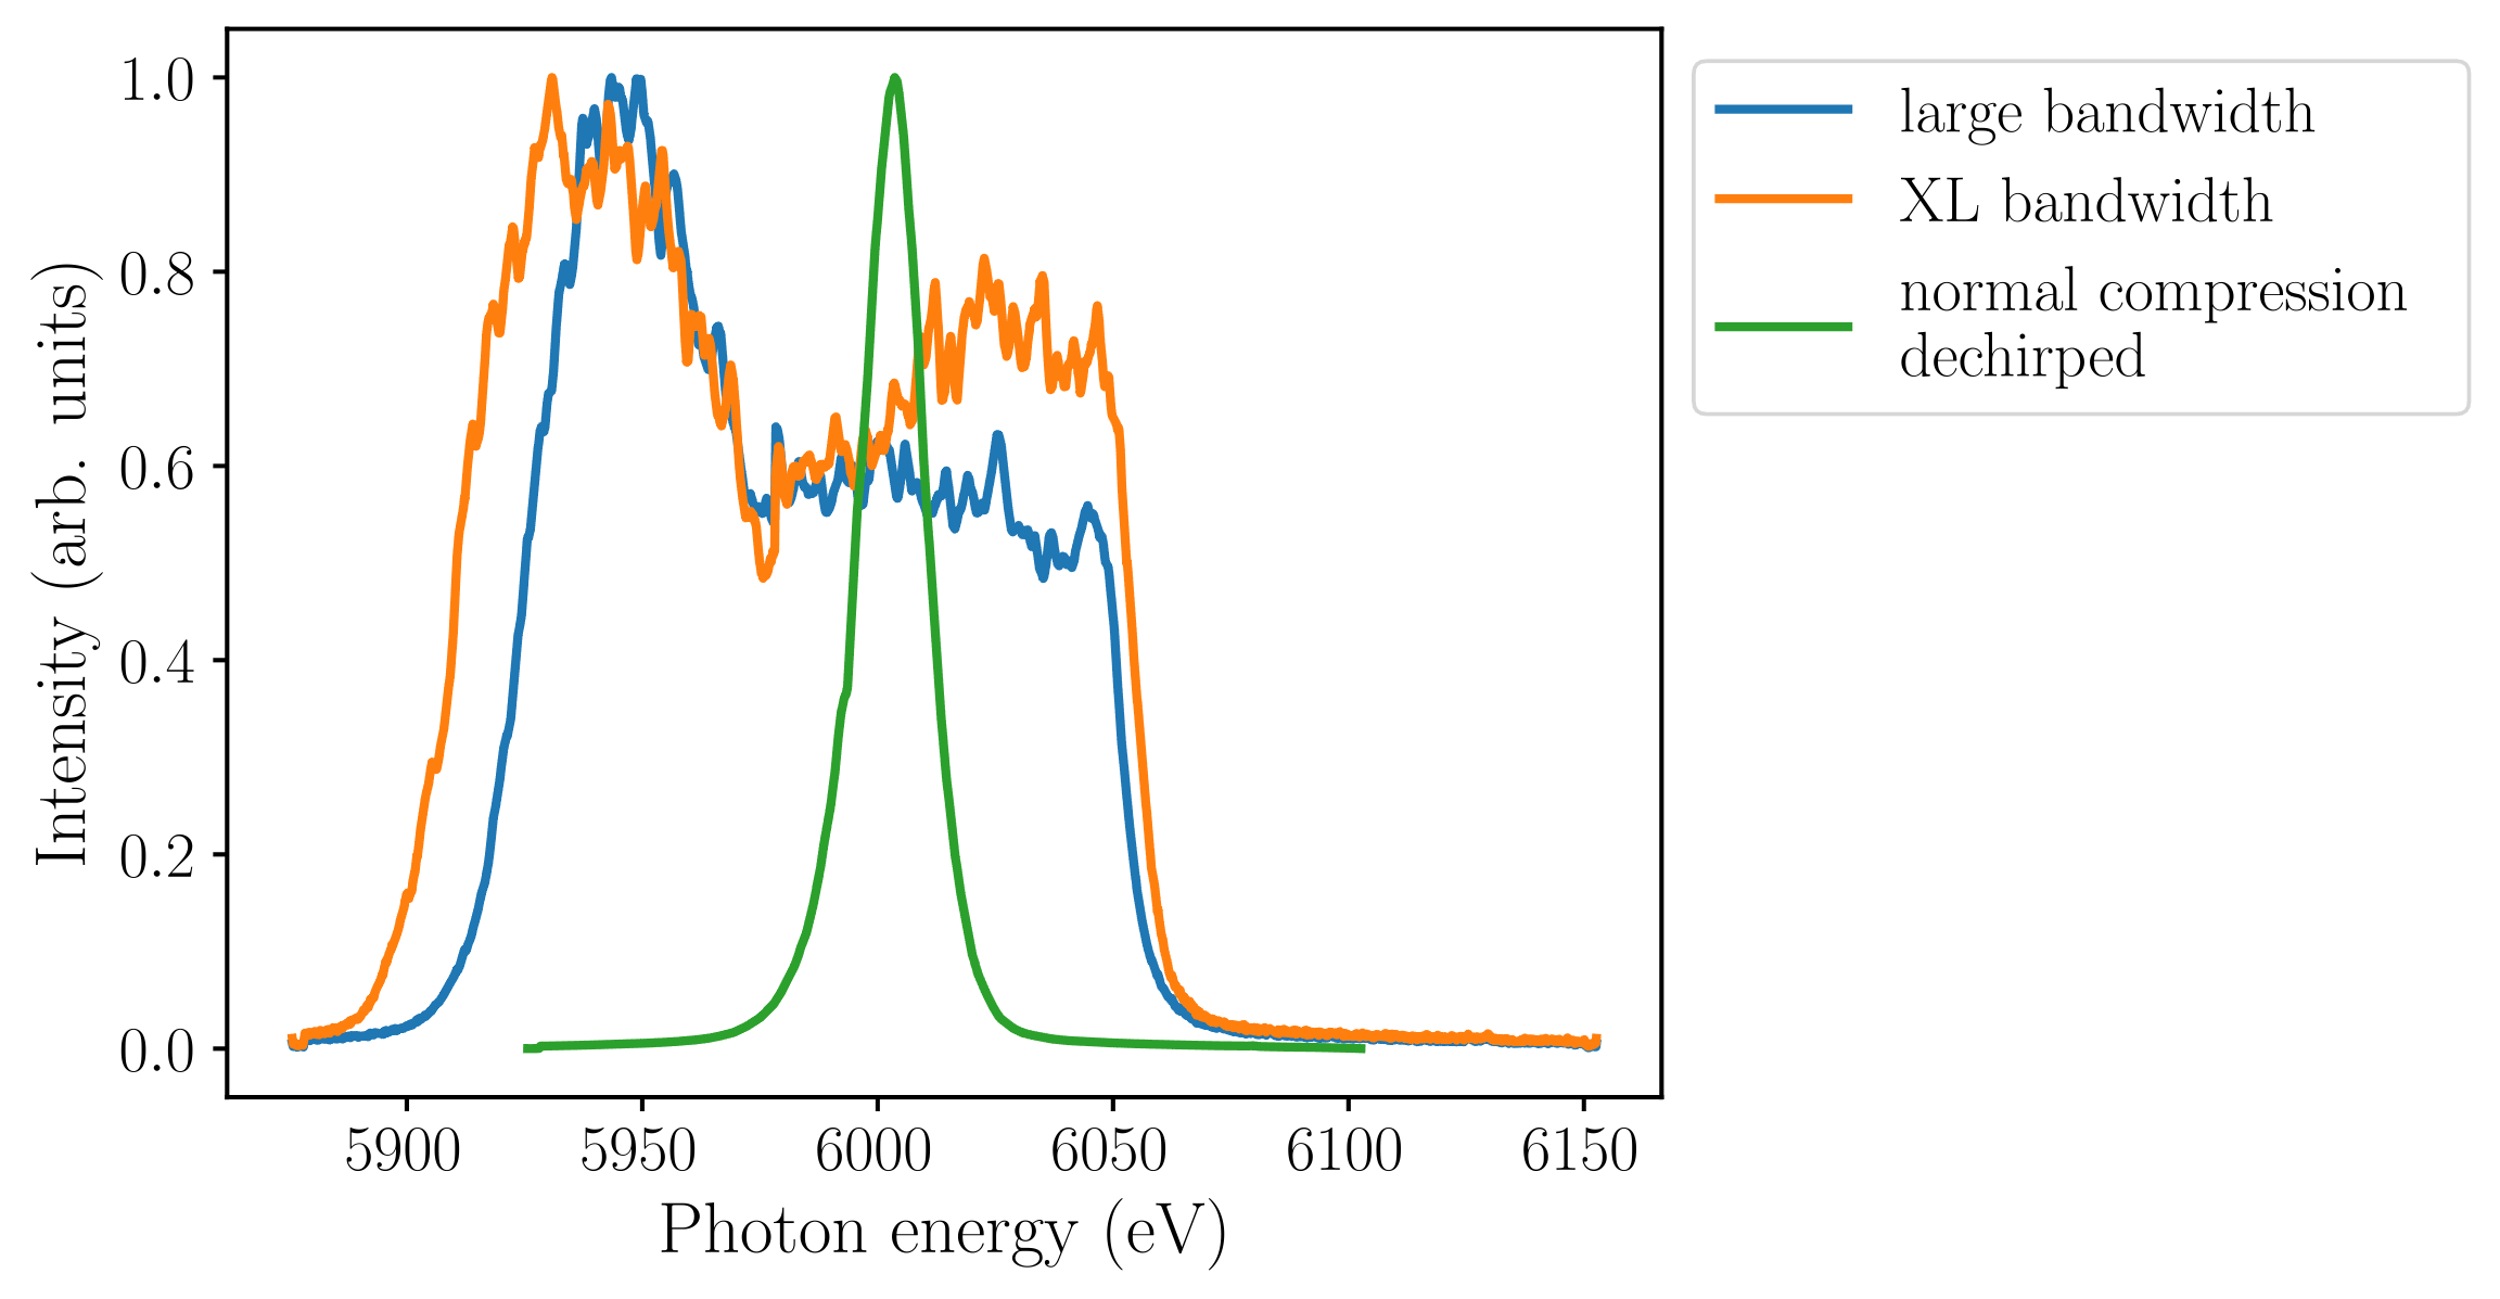 1.0
0.8
0.6
0.4
0.2
0.0
Intensity (arb. units)
5900 5950 6000 6050 6100 6150
Photon energy (eV)
large bandwidth
XL bandwidth
normal compression
dechirped